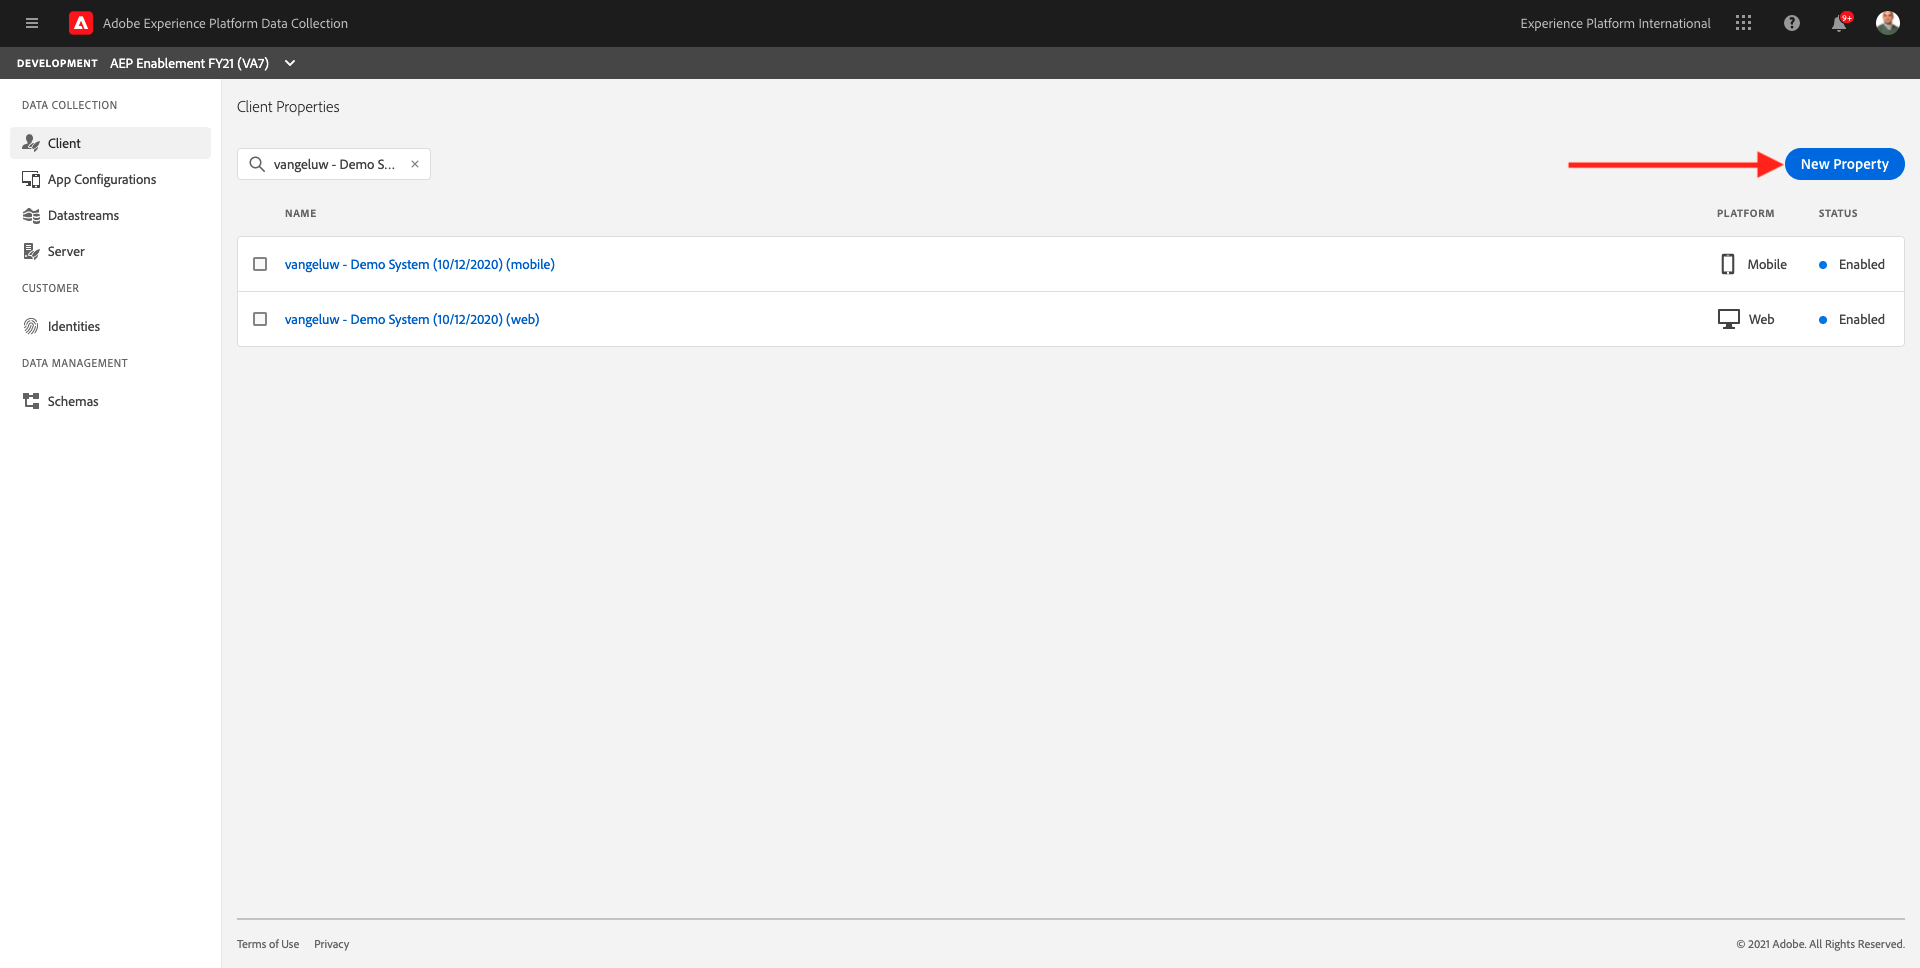 Adobe Experience Platform Data Collection
Experience Platform International
9+
DEVELOPMENT AEP Enablement FY21 (VA7)
DATA COLLECTION
Client
App Configurations
Datastreams
Server
CUSTOMER
Identities
DATA MANAGEMENT
Schemas
Client Properties
vangeluw - Demo S...
New Property
NAME PLATFORM STATUS
vangeluw - Demo System (10/12/2020) (mobile) Mobile Enabled
vangeluw - Demo System (10/12/2020) (web) Web Enabled
Terms of Use Privacy
© 2021 Adobe. All Rights Reserved.